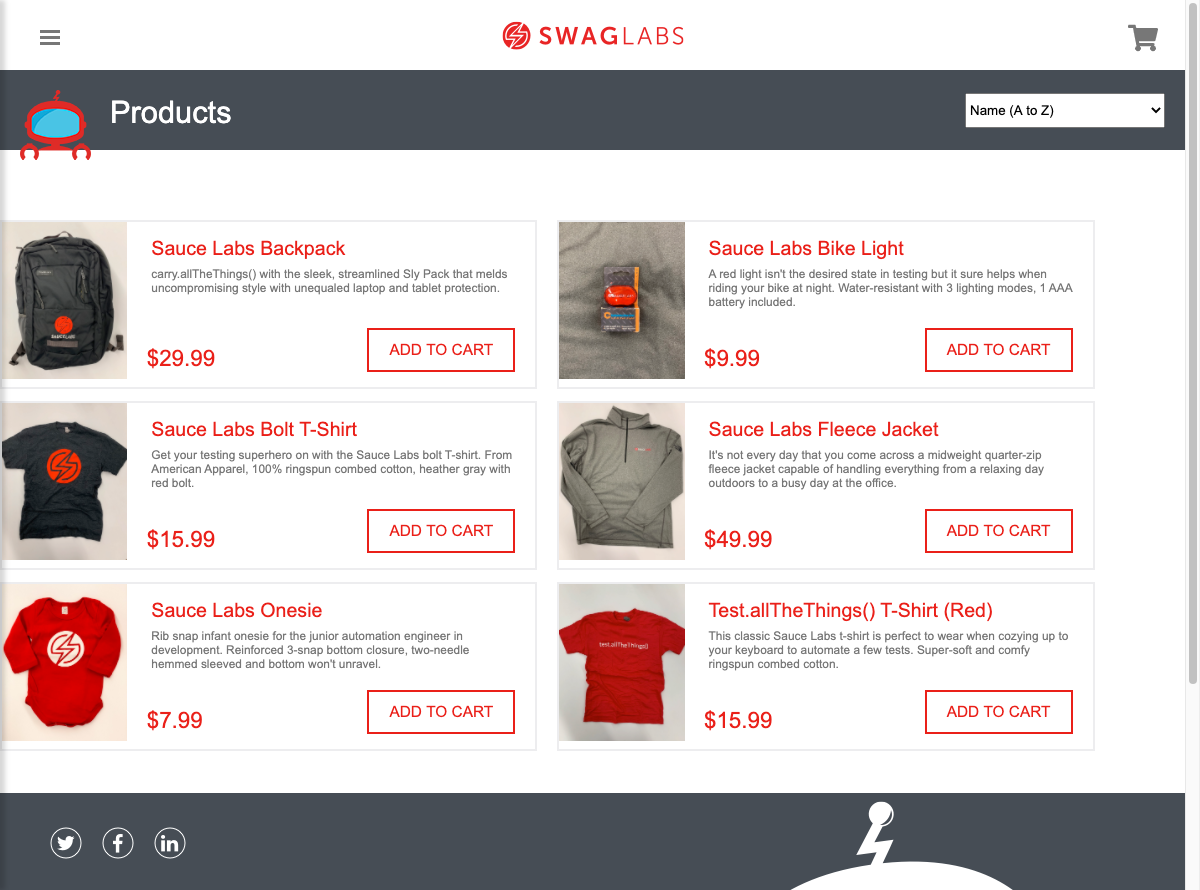 SWAGLABS
Products
Name (A to Z)
Sauce Labs Backpack
carry.allTheThings() with the sleek, streamlined Sly Pack that melds
uncompromising style with unequaled laptop and tablet protection.
$29.99
ADD TO CART
SAUCELABS
Sauce Labs Bike Light
A red light isn't the desired state in testing but it sure helps when
riding your bike at night. Water-resistant with 3 lighting modes, 1 AAA
battery included.
$9.99
ADD TO CART
Sauce Labs Bolt T-Shirt
Get your testing superhero on with the Sauce Labs bolt T-shirt. From
American Apparel, 100% ringspun combed cotton, heather gray with
red bolt.
$15.99
ADD TO CART
Sauce Labs Fleece Jacket
It's not every day that you come across a midweight quarter-zip
fleece jacket capable of handling everything from a relaxing day
outdoors to a busy day at the office.
$49.99
ADD TO CART
Sauce Labs Onesie
Rib snap infant onesie for the junior automation engineer in
development. Reinforced 3-snap bottom closure, two-needle
hemmed sleeved and bottom won't unravel.
$7.99
ADD TO CART
test.allTheThings()
Test.allTheThings() T-Shirt (Red)
This classic Sauce Labs t-shirt is perfect to wear when cozying up to
your keyboard to automate a few tests. Super-soft and comfy
ringspun combed cotton.
$15.99
ADD TO CART